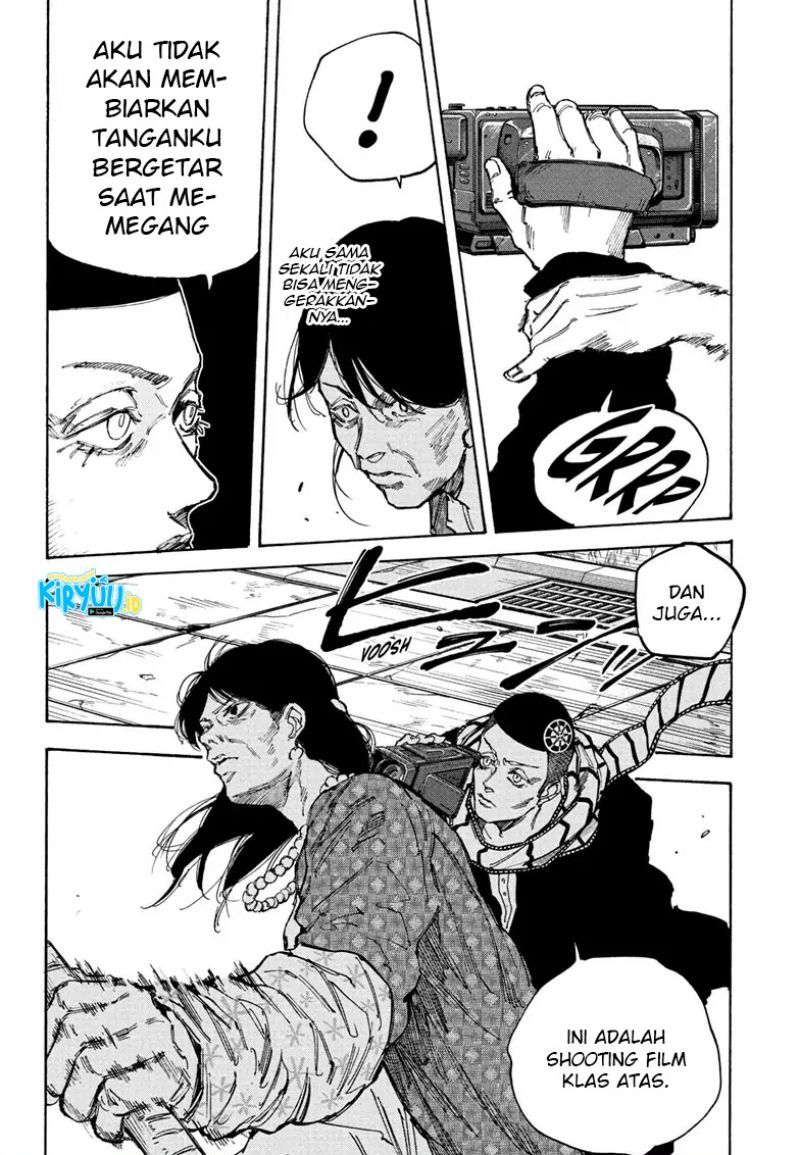 GRRP
!
AKU SAMA
SEKALI TIDAK
BISA MENG-
GERAKKAN-
NYA...
AKU TIDAK
AKAN MEM-
BIARKAN
TANGANKU
BERGETAR
SAAT ME-
MEGANG
DAN
JUGA...
VOOSH
KIRYUU.ID
INI ADALAH
SHOOTING FILM
KLAS ATAS.